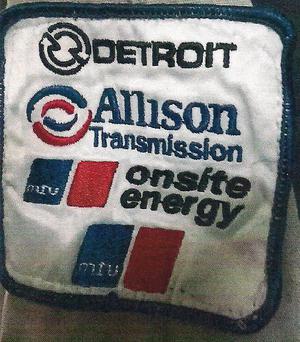 DETROIT
Allison
Transmission
mtu onsite
energy
mtu